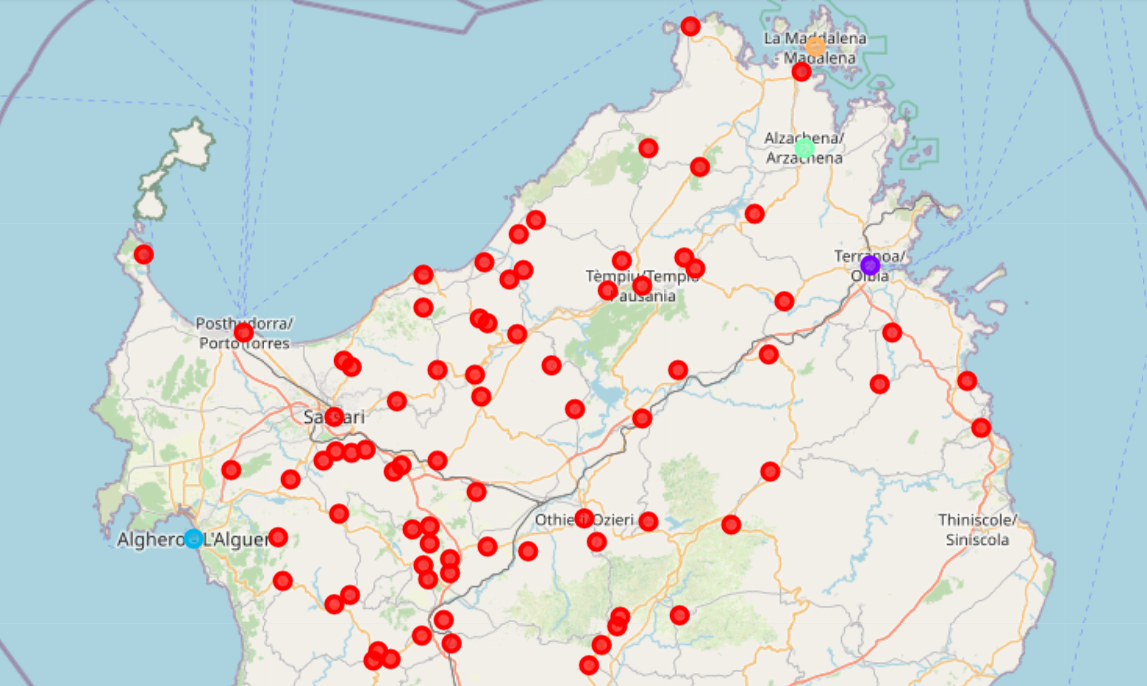 La Maddalena
Madalena
Alzachena/
Arzachena
Terranoa/
Olbia
Tèmpiu/Tempio
Pausania
Posthudorra/
Porto Torres
Sassari
Othieri/Ozieri
Thiniscole/
Siniscola
Alghero/L'Alguer